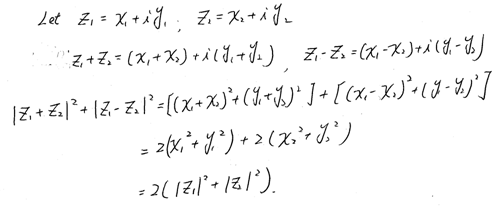 Let z₁ = x₁ + i y₁, z₂ = x₂ + i y₂
z₁ + z₂ = (x₁ + x₂) + i (y₁ + y₂), z₁ - z₂ = (x₁ - x₂) + i (y₁ - y₂)
|z₁ + z₂|² + |z₁ - z₂|² = [(x₁ + x₂)² + (y₁ + y₂)²] + [(x₁ - x₂)² + (y - y₂)²]
= 2(x₁² + y₁²) + 2(x₂² + y₂²)
= 2(|z₁|² + |z₂|²).